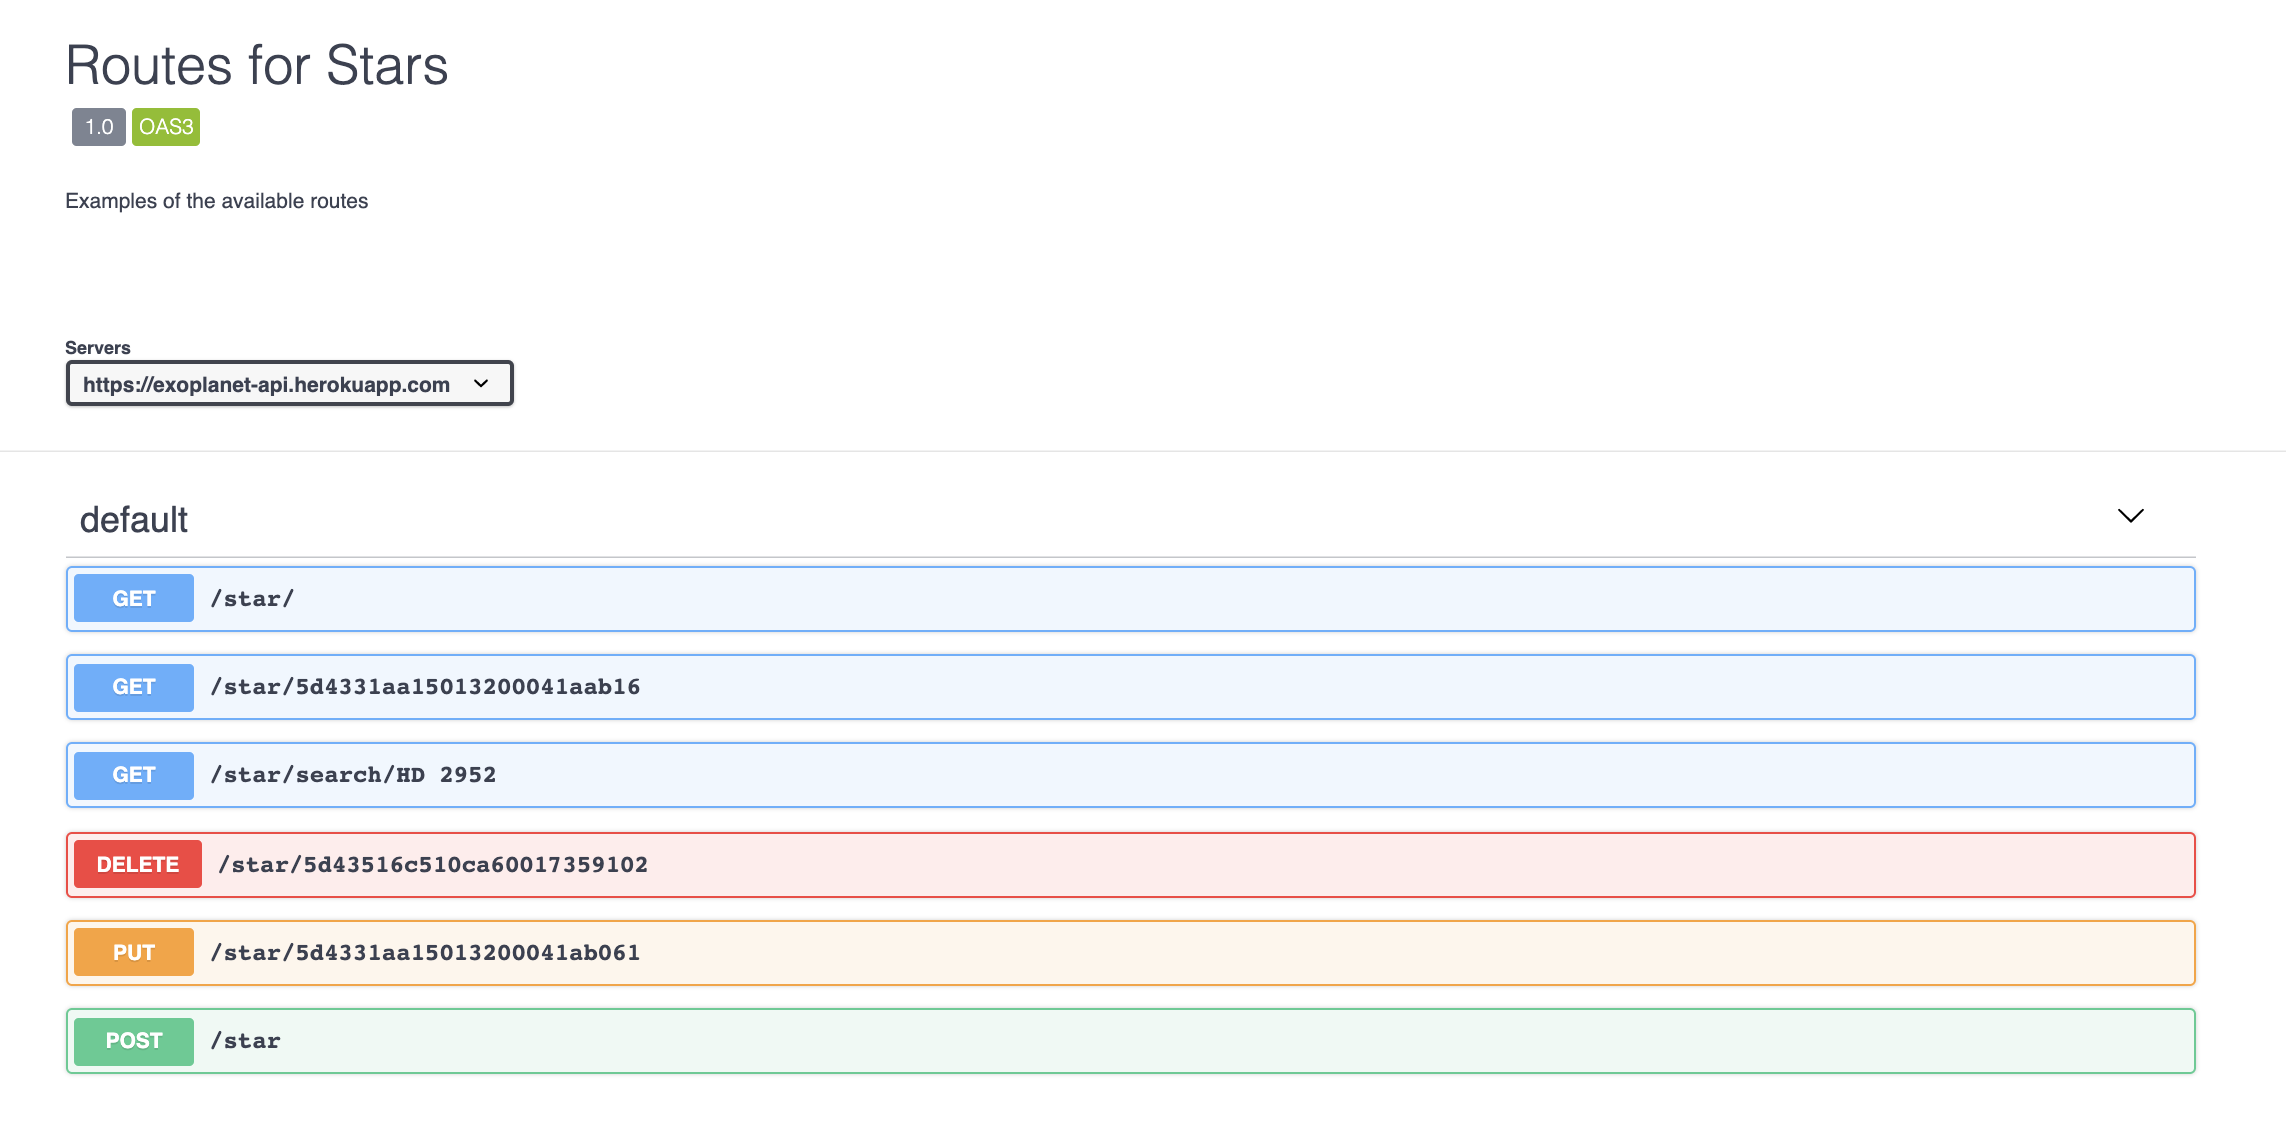 Routes for Stars
1.0 OAS3
Examples of the available routes
Servers
https://exoplanet-api.herokuapp.com
default
GET /star/
GET /star/5d4331aa15013200041aab16
GET /star/search/HD 2952
DELETE /star/5d43516c510ca60017359102
PUT /star/5d4331aa15013200041ab061
POST /star